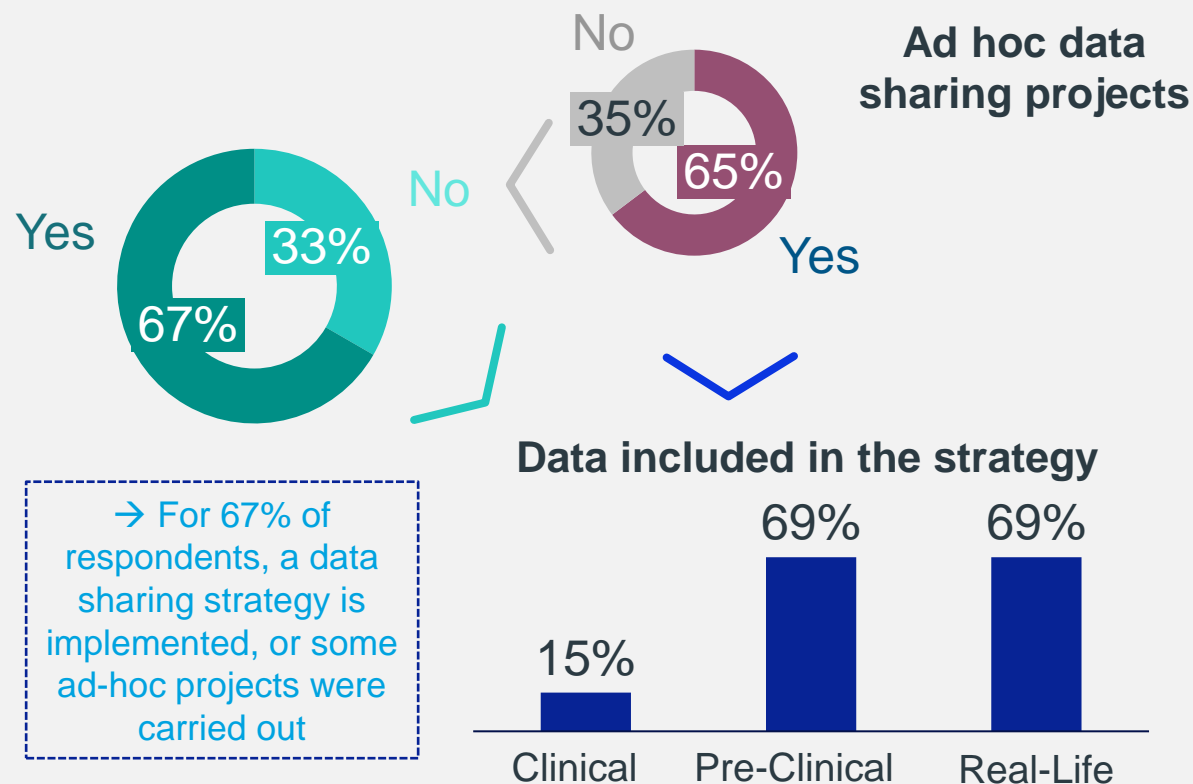 No
Ad hoc data
sharing projects
35%
65%
No
Yes
Yes
33%
67%
Data included in the strategy
→ For 67% of
respondents, a data
sharing strategy is
implemented, or some
ad-hoc projects were
carried out
69%
69%
15%
Clinical
Pre-Clinical
Real-Life